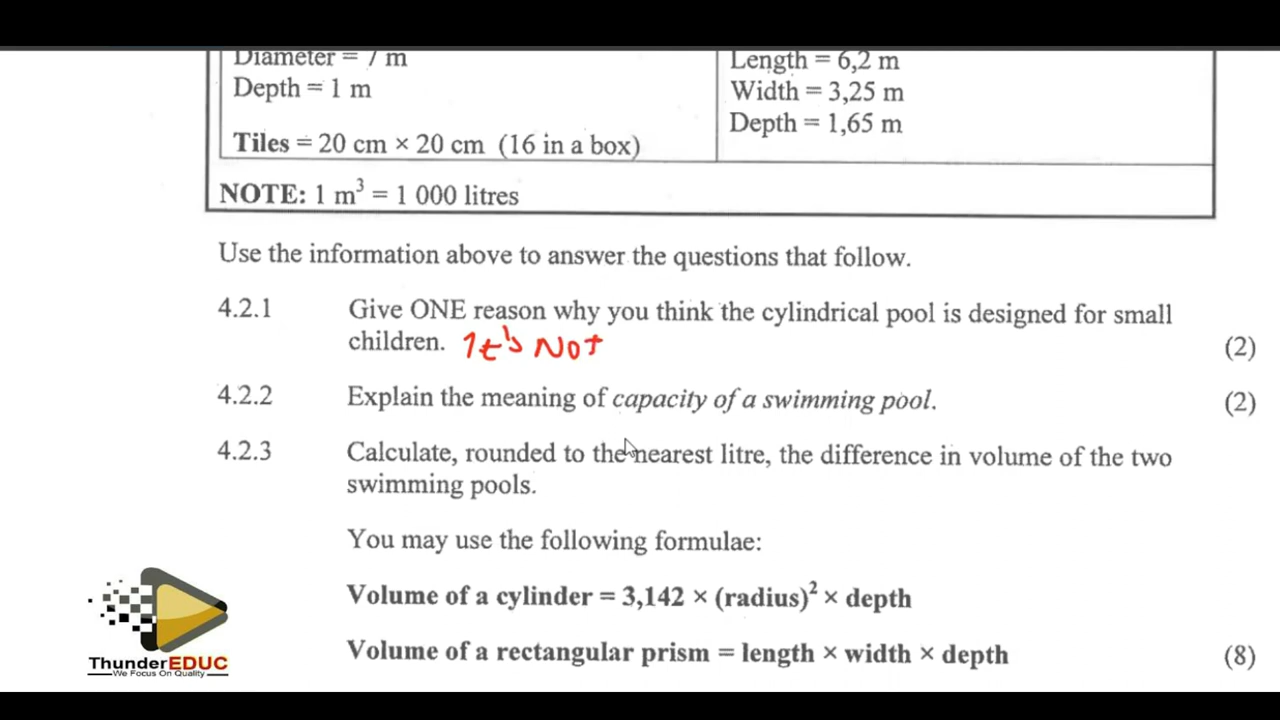 Diameter = 7 m
Depth = 1 m
Tiles = 20 cm × 20 cm (16 in a box)
Length = 6,2 m
Width = 3,25 m
Depth = 1,65 m
NOTE: 1 m³ = 1 000 litres
Use the information above to answer the questions that follow.
4.2.1 Give ONE reason why you think the cylindrical pool is designed for small
children. It's Not (2)
4.2.2 Explain the meaning of capacity of a swimming pool. (2)
4.2.3 Calculate, rounded to the nearest litre, the difference in volume of the two
swimming pools.
You may use the following formulae:
Volume of a cylinder = 3,142 × (radius)² × depth
Volume of a rectangular prism = length × width × depth (8)
ThunderEDUC
We Focus On Quality